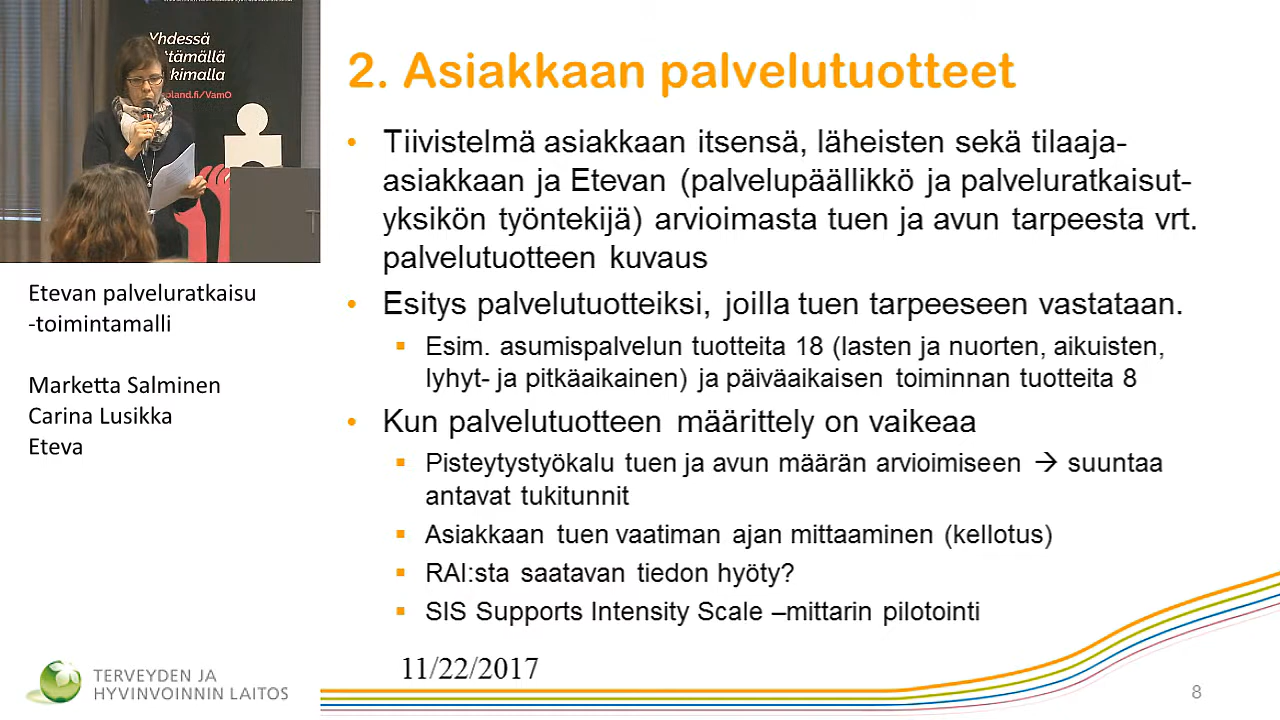 Yhdessä
kimalla
2. Asiakkaan palvelutuotteet
• Tiivistelmä asiakkaan itsensä, läheisten sekä tilaaja-
asiakkaan ja Etevan (palvelupäällikkö ja palveluratkaisut-
yksikön työntekijä) arvioimasta tuen ja avun tarpeesta vrt.
palvelutuotteen kuvaus
• Esitys palvelutuotteiksi, joilla tuen tarpeeseen vastataan.
▪ Esim. asumispalvelun tuotteita 18 (lasten ja nuorten, aikuisten,
lyhyt- ja pitkäaikainen) ja päiväaikaisen toiminnan tuotteita 8
• Kun palvelutuotteen määrittely on vaikeaa
▪ Pisteytystyökalu tuen ja avun määrän arvioimiseen → suuntaa
antavat tukitunnit
▪ Asiakkaan tuen vaatiman ajan mittaaminen (kellotus)
▪ RAI:sta saatavan tiedon hyöty?
▪ SIS Supports Intensity Scale –mittarin pilotointi
Etevan palveluratkaisu
-toimintamalli
Marketta Salminen
Carina Lusikka
Eteva
TERVEYDEN JA
HYVINVOINNIN LAITOS
11/22/2017
8